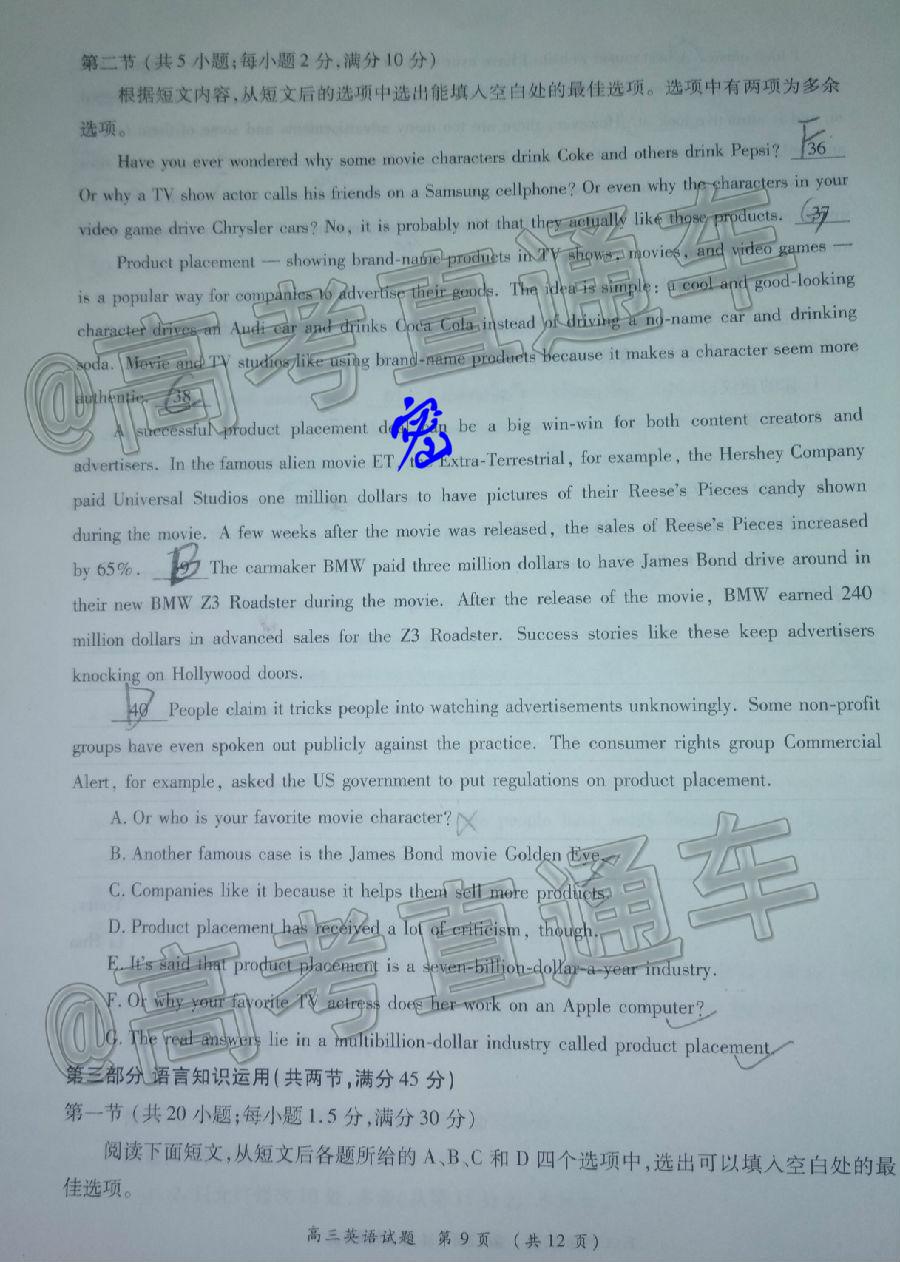 第二节（共5小题;每小题2分,满分10分）
根据短文内容,从短文后的选项中选出能填入空白处的最佳选项。选项中有两项为多余
选项。
Have you ever wondered why some movie characters drink Coke and others drink Pepsi? F 36
Or why a TV show actor calls his friends on a Samsung cellphone? Or even why the characters in your
video game drive Chrysler cars? No, it is probably not that they actually like those products. G 37
Product placement — showing brand-name products in TV shows, movies, and video games —
is a popular way for companies to advertise their goods. The idea is simple: a cool and good-looking
character drives an Audi car and drinks Coca Cola instead of driving a no-name car and drinking
soda. Movie and TV studios like using brand-name products because it makes a character seem more
authentic. C 38
A successful product placement can be a big win-win for both content creators and
advertisers. In the famous alien movie ET Extra-Terrestrial, for example, the Hershey Company
paid Universal Studios one million dollars to have pictures of their Reese's Pieces candy shown
during the movie. A few weeks after the movie was released, the sales of Reese's Pieces increased
by 65%. B 39 The carmaker BMW paid three million dollars to have James Bond drive around in
their new BMW Z3 Roadster during the movie. After the release of the movie, BMW earned 240
million dollars in advanced sales for the Z3 Roadster. Success stories like these keep advertisers
knocking on Hollywood doors.
D 40 People claim it tricks people into watching advertisements unknowingly. Some non-profit
groups have even spoken out publicly against the practice. The consumer rights group Commercial
Alert, for example, asked the US government to put regulations on product placement.
A. Or who is your favorite movie character?
B. Another famous case is the James Bond movie Golden Eye.
C. Companies like it because it helps them sell more products.
D. Product placement has received a lot of criticism, though.
E. It's said that product placement is a seven-billion-dollar-a-year industry.
F. Or why your favorite TV actress does her work on an Apple computer?
G. The real answers lie in a multibillion-dollar industry called product placement.
@高考直通车
@高考直通车
第三部分 语言知识运用(共两节,满分45分)
第一节（共20小题;每小题1.5分,满分30分）
阅读下面短文,从短文后各题所给的A、B、C和D四个选项中,选出可以填入空白处的最
佳选项。
高三英语试题 第9页 (共12页)